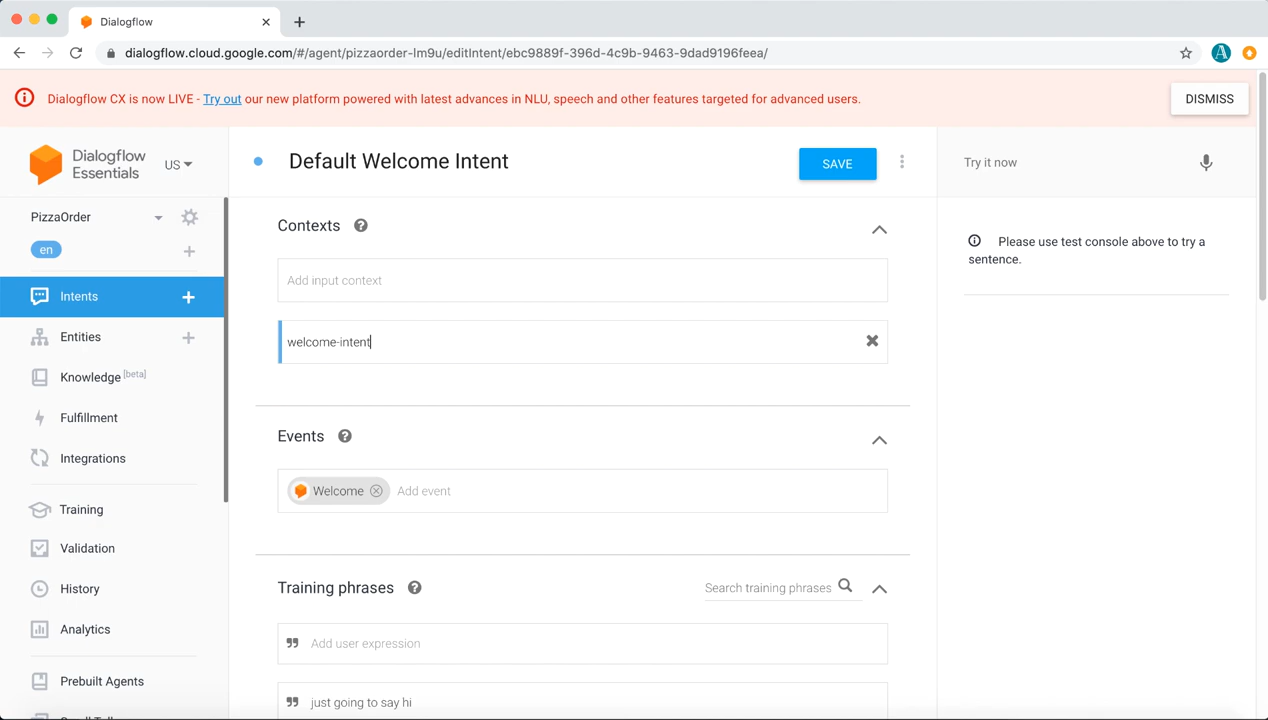 Dialogflow
dialogflow.cloud.google.com/#/agent/pizzaorder-lm9u/editIntent/ebc9889f-396d-4c9b-9463-9dad9196feea/
A
Dialogflow CX is now LIVE - Try out our new platform powered with latest advances in NLU, speech and other features targeted for advanced users.
DISMISS
Dialogflow
Essentials
US
Default Welcome Intent
SAVE
Try it now
PizzaOrder
en
Intents
Entities
Knowledge [beta]
Fulfillment
Integrations
Training
Validation
History
Analytics
Prebuilt Agents
Contexts
Add input context
welcome-intent
Events
Welcome
Add event
Training phrases
Search training phrases
Add user expression
just going to say hi
Please use test console above to try a
sentence.